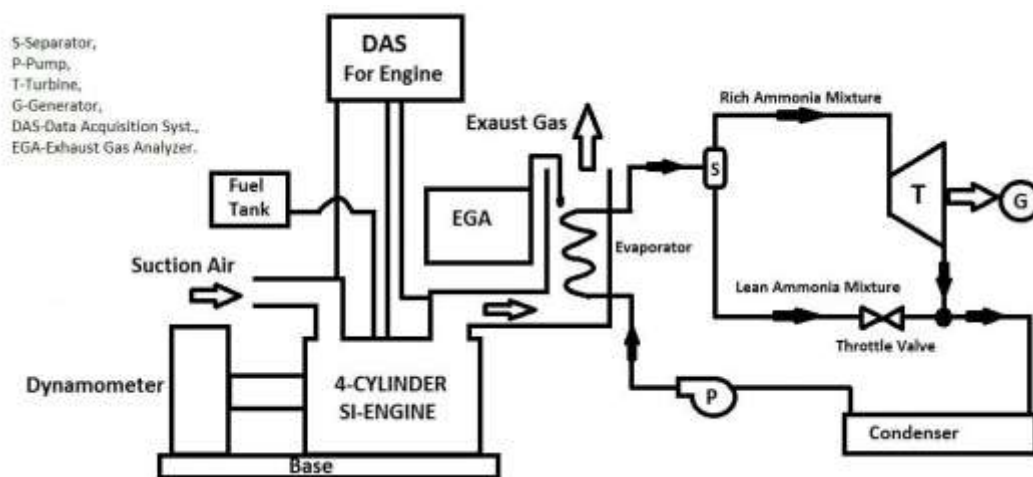 S-Separator,
P-Pump,
T-Turbine,
G-Generator,
DAS-Data Acquisition Syst.,
EGA-Exhaust Gas Analyzer.
DAS
For Engine
Exaust Gas
Rich Ammonia Mixture
Fuel
Tank
EGA
S
T
G
Evaporator
Suction Air
Lean Ammonia Mixture
Throttle Valve
Dynamometer
4-CYLINDER
SI-ENGINE
P
Condenser
Base